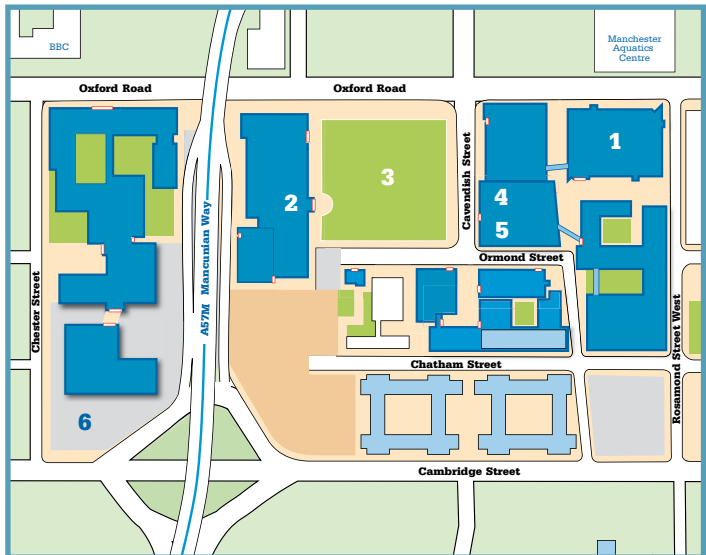 BBC
Manchester
Aquatics
Centre
Oxford Road
Oxford Road
1
2
3
4
5
Cavendish Street
A57M Mancunian Way
Chester Street
Ormond Street
Rosamond Street West
Chatham Street
6
Cambridge Street